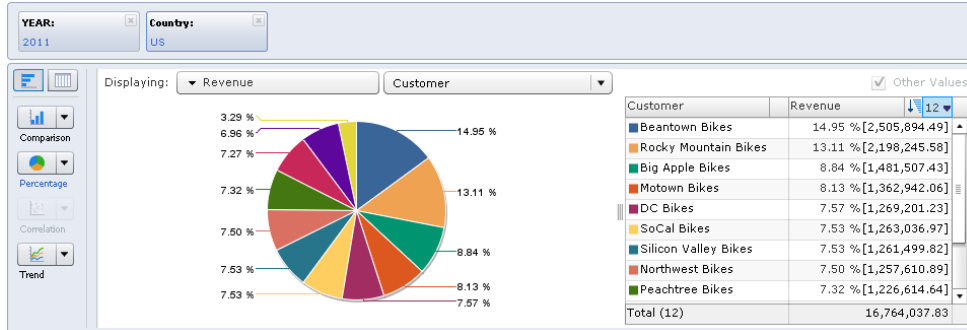 YEAR:
2011
Country:
US
Displaying:
Revenue
Customer
Other Values
Comparison
Percentage
Correlation
Trend
3.29 %
6.96 %
7.27 %
7.32 %
7.50 %
7.53 %
7.53 %
14.95 %
13.11 %
8.84 %
8.13 %
7.57 %
Customer Revenue 12
Beantown Bikes 14.95 %[2,505,894.49]
Rocky Mountain Bikes 13.11 %[2,198,245.58]
Big Apple Bikes 8.84 %[1,481,507.43]
Motown Bikes 8.13 %[1,362,942.06]
DC Bikes 7.57 %[1,269,201.23]
SoCal Bikes 7.53 %[1,263,036.97]
Silicon Valley Bikes 7.53 %[1,261,499.82]
Northwest Bikes 7.50 %[1,257,610.89]
Peachtree Bikes 7.32 %[1,226,614.64]
Total (12) 16,764,037.83